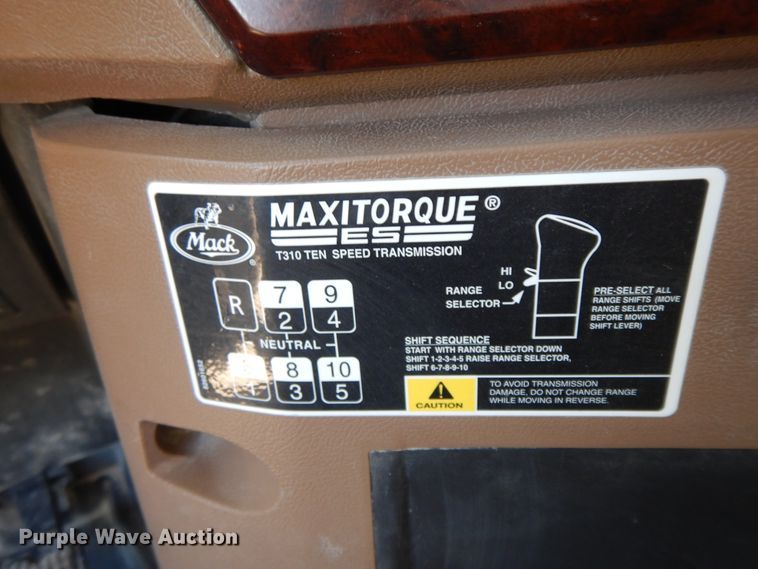 Mack
MAXITORQUE®
ES
T310 TEN SPEED TRANSMISSION
R
7
9
2
4
NEUTRAL
8
10
1
3
5
HI
LO
RANGE
SELECTOR
PRE-SELECT ALL
RANGE SHIFTS (MOVE
RANGE SELECTOR
BEFORE MOVING
SHIFT LEVER)
SHIFT SEQUENCE
START WITH RANGE SELECTOR DOWN
SHIFT 1-2-3-4-5 RAISE RANGE SELECTOR,
SHIFT 6-7-8-9-10
CAUTION
TO AVOID TRANSMISSION
DAMAGE, DO NOT CHANGE RANGE
WHILE MOVING IN REVERSE.
Purple Wave Auction